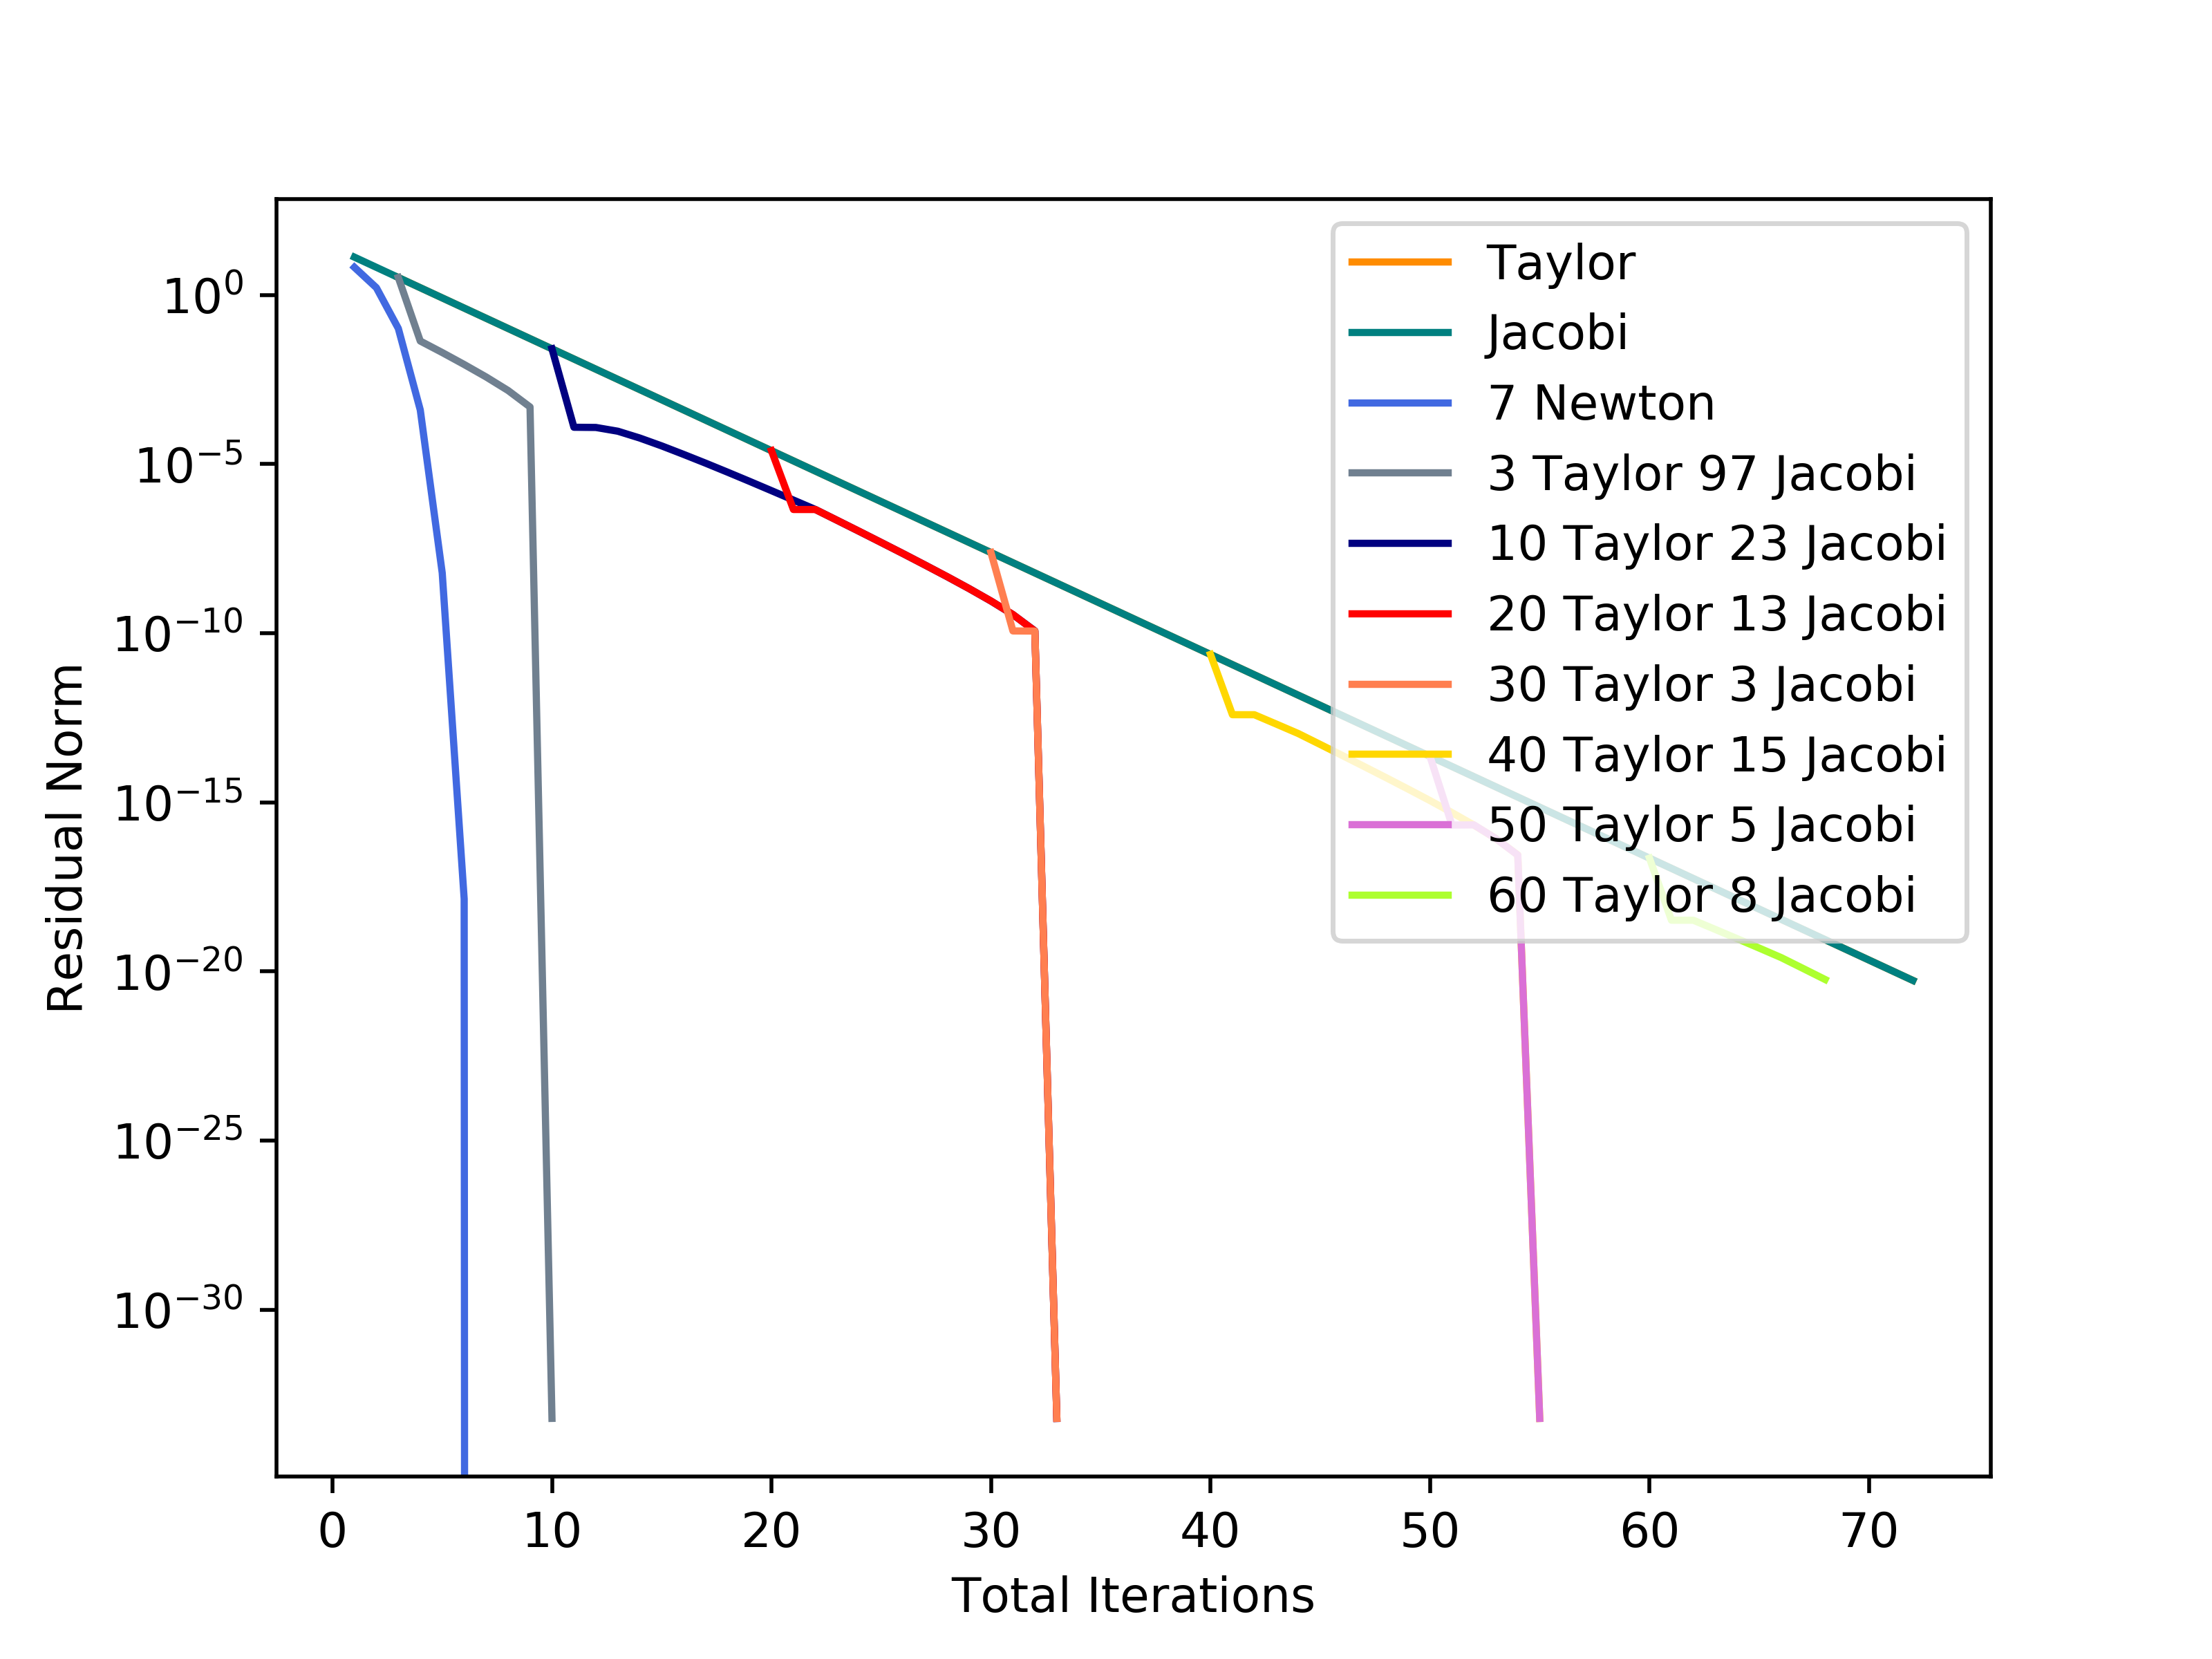 Taylor
Jacobi
7 Newton
3 Taylor 97 Jacobi
10 Taylor 23 Jacobi
20 Taylor 13 Jacobi
30 Taylor 3 Jacobi
40 Taylor 15 Jacobi
50 Taylor 5 Jacobi
60 Taylor 8 Jacobi
10⁰
10⁻⁵
10⁻¹⁰
10⁻¹⁵
10⁻²⁰
10⁻²⁵
10⁻³⁰
Residual Norm
0 10 20 30 40 50 60 70
Total Iterations